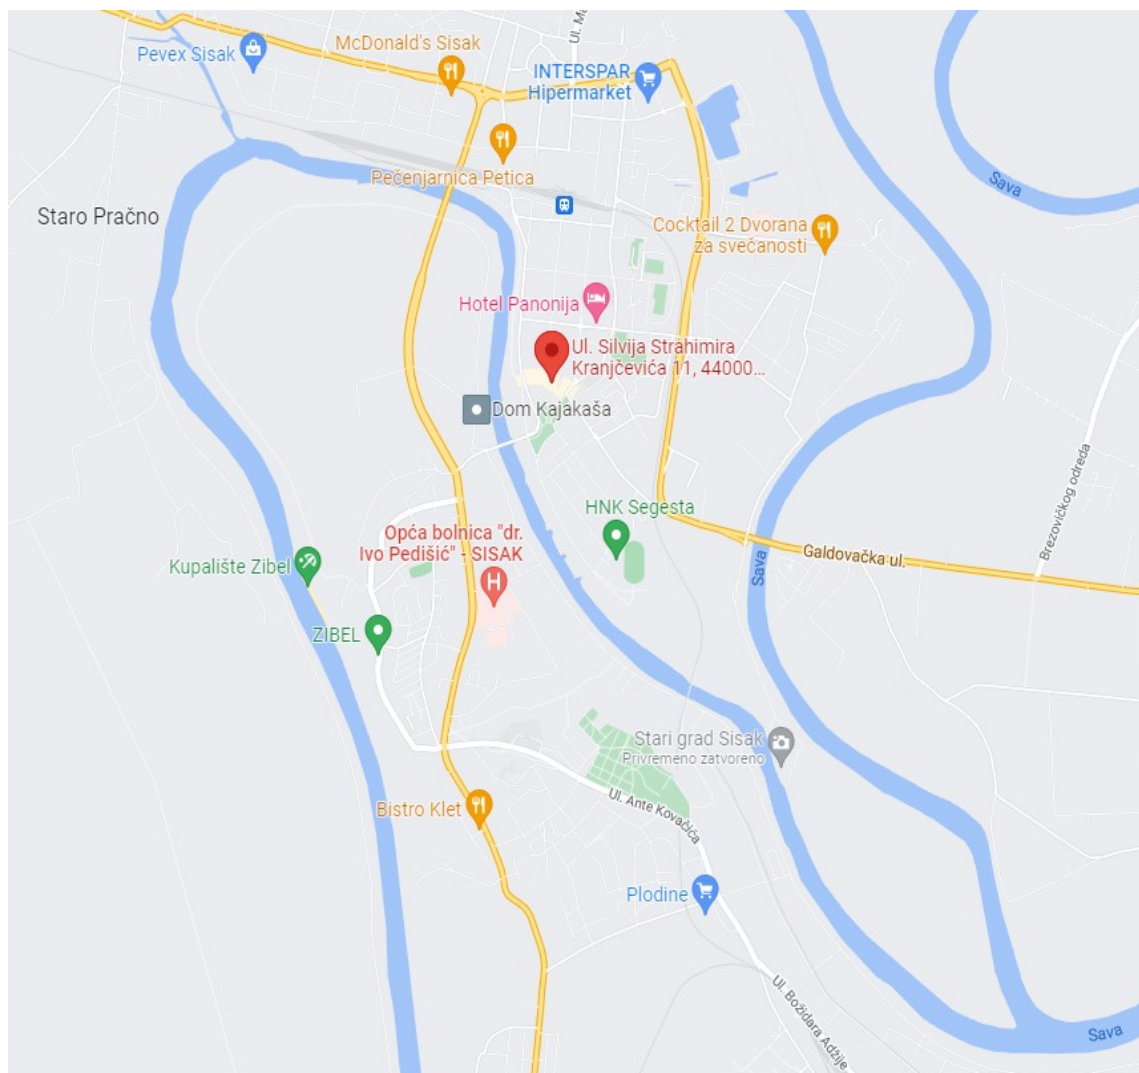 Ul. Ma
McDonald's Sisak
Pevex Sisak
INTERSPAR
Hipermarket
Pečenjarnica Petica
Sava
Staro Pračno
Cocktail 2 Dvorana
za svečanosti
Hotel Panonija
Ul. Silvija Strahimira
Kranjčevića 11, 44000...
Dom Kajakaša
Brezovičkog odreda
HNK Segesta
Opća bolnica "dr.
Ivo Pedišić" - SISAK
H
Galdovačka ul.
Sava
Kupalište Zibel
ZIBEL
Stari grad Sisak
Privremeno zatvoreno
Ul. Ante Kovačića
Bistro Klet
Plodine
Ul. Božidara Adžije
Sava